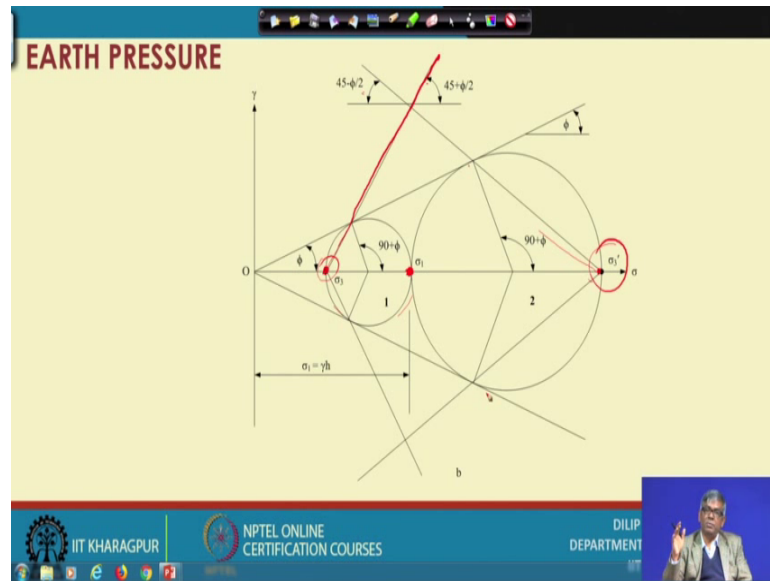 EARTH PRESSURE
45-ϕ/2
45+ϕ/2
γ
ϕ
90+ϕ
90+ϕ
ϕ
O
σ₃
σ₁
σ₃'
σ
1
2
σ₁ = γh
b
IIT KHARAGPUR
NPTEL ONLINE
CERTIFICATION COURSES
DILIP
DEPARTMENT